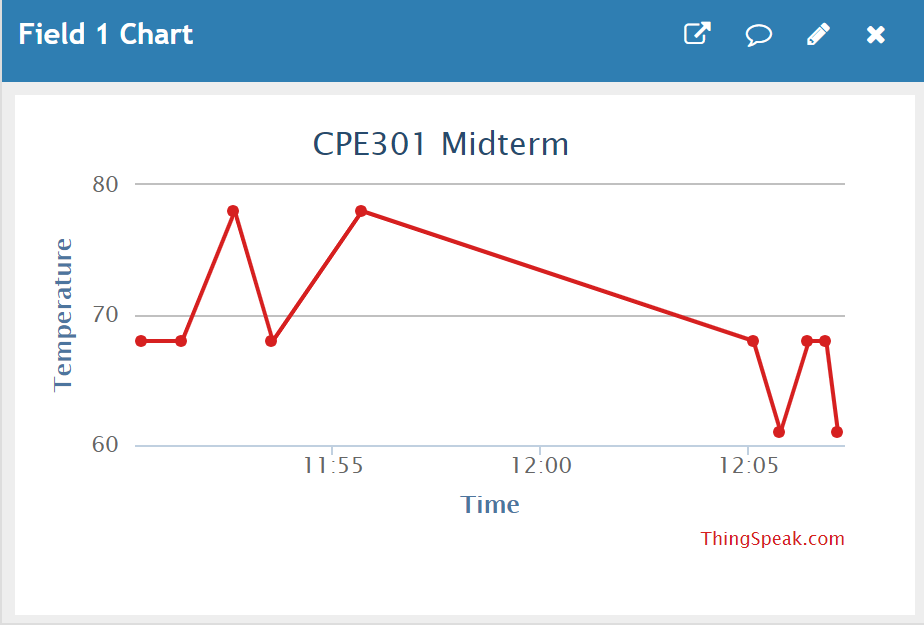 Field 1 Chart
CPE301 Midterm
80
70
60
Temperature
11:55 12:00 12:05
Time
ThingSpeak.com